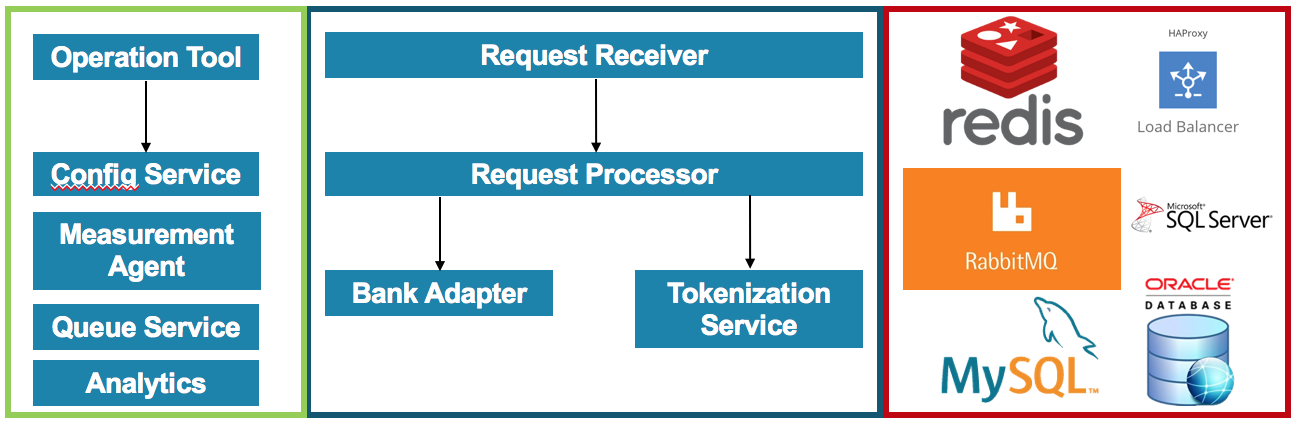 Operation Tool
Config Service
Measurement
Agent
Queue Service
Analytics
Request Receiver
Request Processor
Bank Adapter
Tokenization
Service
redis
HAProxy
Load Balancer
RabbitMQ
Microsoft®
SQL Server®
MySQL™
ORACLE®
DATABASE